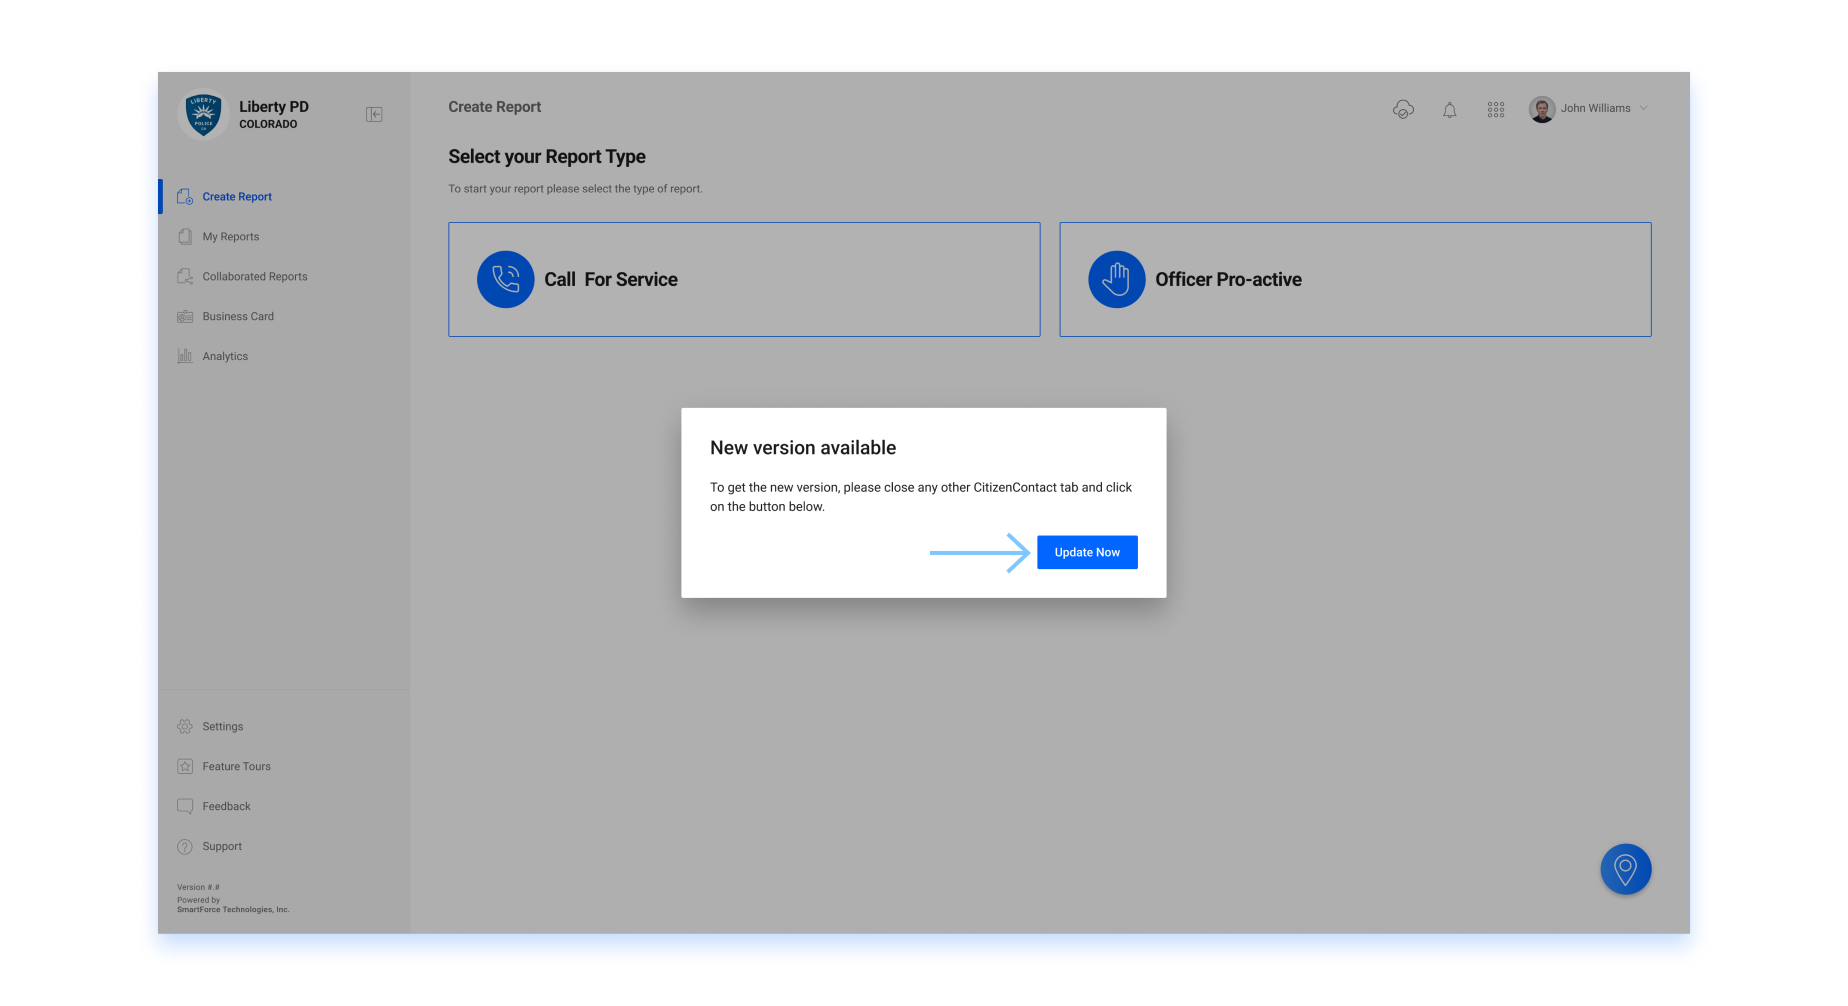 LIBERTY
POLICE
CO
Liberty PD
COLORADO
Create Report
My Reports
Collaborated Reports
Business Card
Analytics
Settings
Feature Tours
Feedback
Support
Version #.#
Powered by
SmartForce Technologies, Inc.
Create Report
John Williams
Select your Report Type
To start your report please select the type of report.
Call For Service
Officer Pro-active
New version available
To get the new version, please close any other CitizenContact tab and click
on the button below.
Update Now